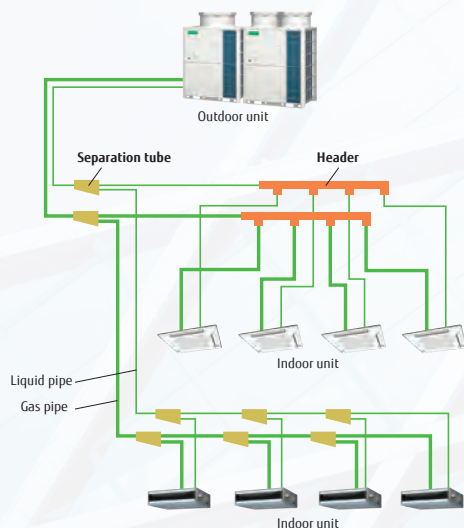 Outdoor unit
Separation tube
Header
Indoor unit
Liquid pipe
Gas pipe
Indoor unit